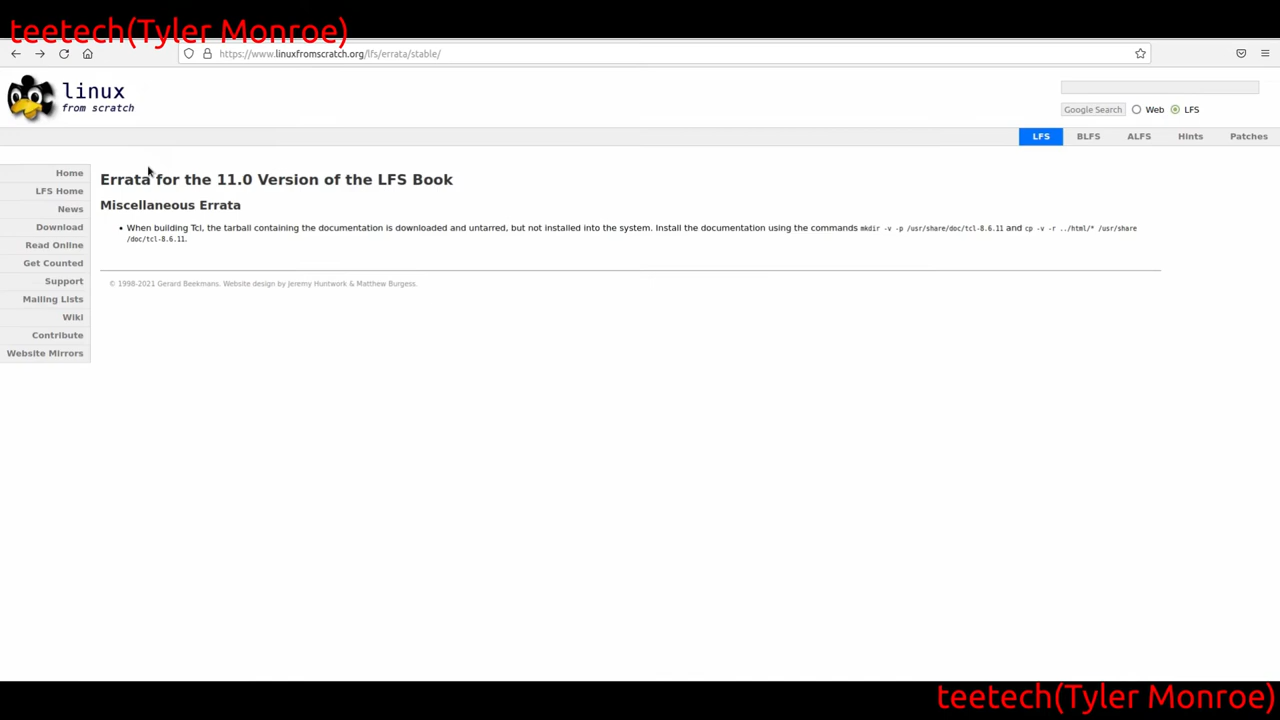 teetech(Tyler Monroe)
https://www.linuxfromscratch.org/lfs/errata/stable/
linux
from scratch
Google Search Web LFS
LFS BLFS ALFS Hints Patches
Home
LFS Home
News
Download
Read Online
Get Counted
Support
Mailing Lists
Wiki
Contribute
Website Mirrors
Errata for the 11.0 Version of the LFS Book
Miscellaneous Errata
• When building Tcl, the tarball containing the documentation is downloaded and untarred, but not installed into the system. Install the documentation using the commands mkdir -v -p /usr/share/doc/tcl-8.6.11 and cp -v -r ../html/* /usr/share
/doc/tcl-8.6.11.
© 1998-2021 Gerard Beekmans. Website design by Jeremy Huntwork & Matthew Burgess.
teetech(Tyler Monroe)